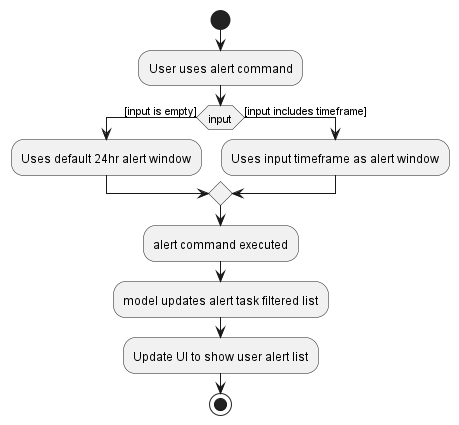 User uses alert command
[input is empty]
input
[input includes timeframe]
Uses default 24hr alert window
Uses input timeframe as alert window
alert command executed
model updates alert task filtered list
Update UI to show user alert list